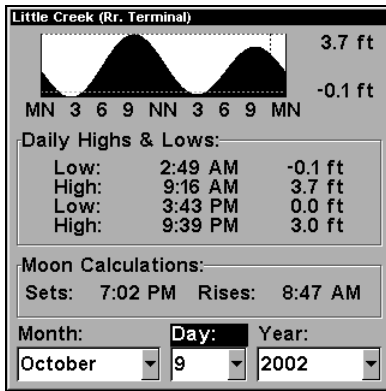 Little Creek (Rr. Terminal)
3.7 ft
-0.1 ft
MN 3 6 9 NN 3 6 9 MN
Daily Highs & Lows:
Low: 2:49 AM -0.1 ft
High: 9:16 AM 3.7 ft
Low: 3:43 PM 0.0 ft
High: 9:39 PM 3.0 ft
Moon Calculations:
Sets: 7:02 PM Rises: 8:47 AM
Month: Day: Year:
October 9 2002